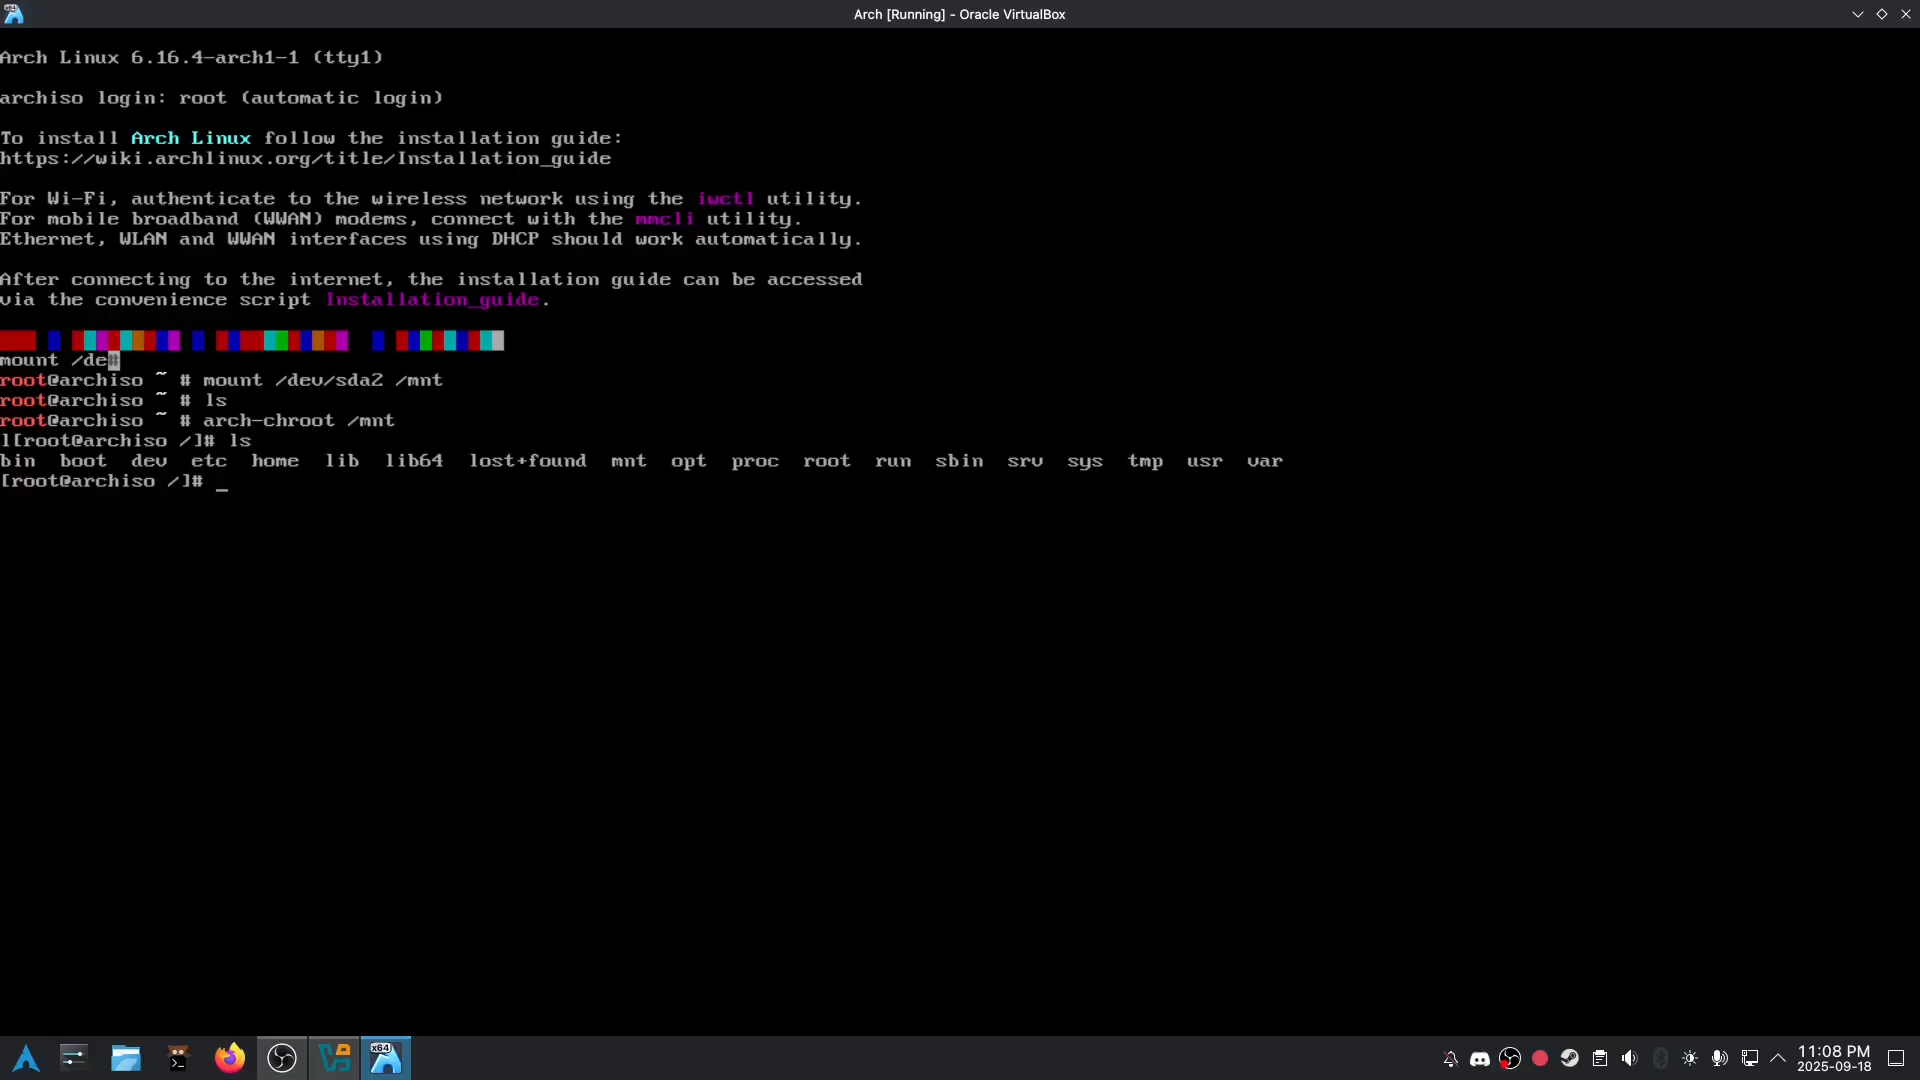 Arch [Running] - Oracle VirtualBox
Arch Linux 6.16.4-arch1-1 (tty1)
archiso login: root (automatic login)
To install Arch Linux follow the installation guide:
https://wiki.archlinux.org/title/Installation_guide
For Wi-Fi, authenticate to the wireless network using the iwctl utility.
For mobile broadband (WWAN) modems, connect with the mmcli utility.
Ethernet, WLAN and WWAN interfaces using DHCP should work automatically.
After connecting to the internet, the installation guide can be accessed
via the convenience script Installation_guide.
mount /de#
root@archiso ~ # mount /dev/sda2 /mnt
root@archiso ~ # ls
root@archiso ~ # arch-chroot /mnt
l[root@archiso /]# ls
bin  boot  dev  etc  home  lib  lib64  lost+found  mnt  opt  proc  root  run  sbin  srv  sys  tmp  usr  var
[root@archiso /]# _
x64
11:08 PM
2025-09-18